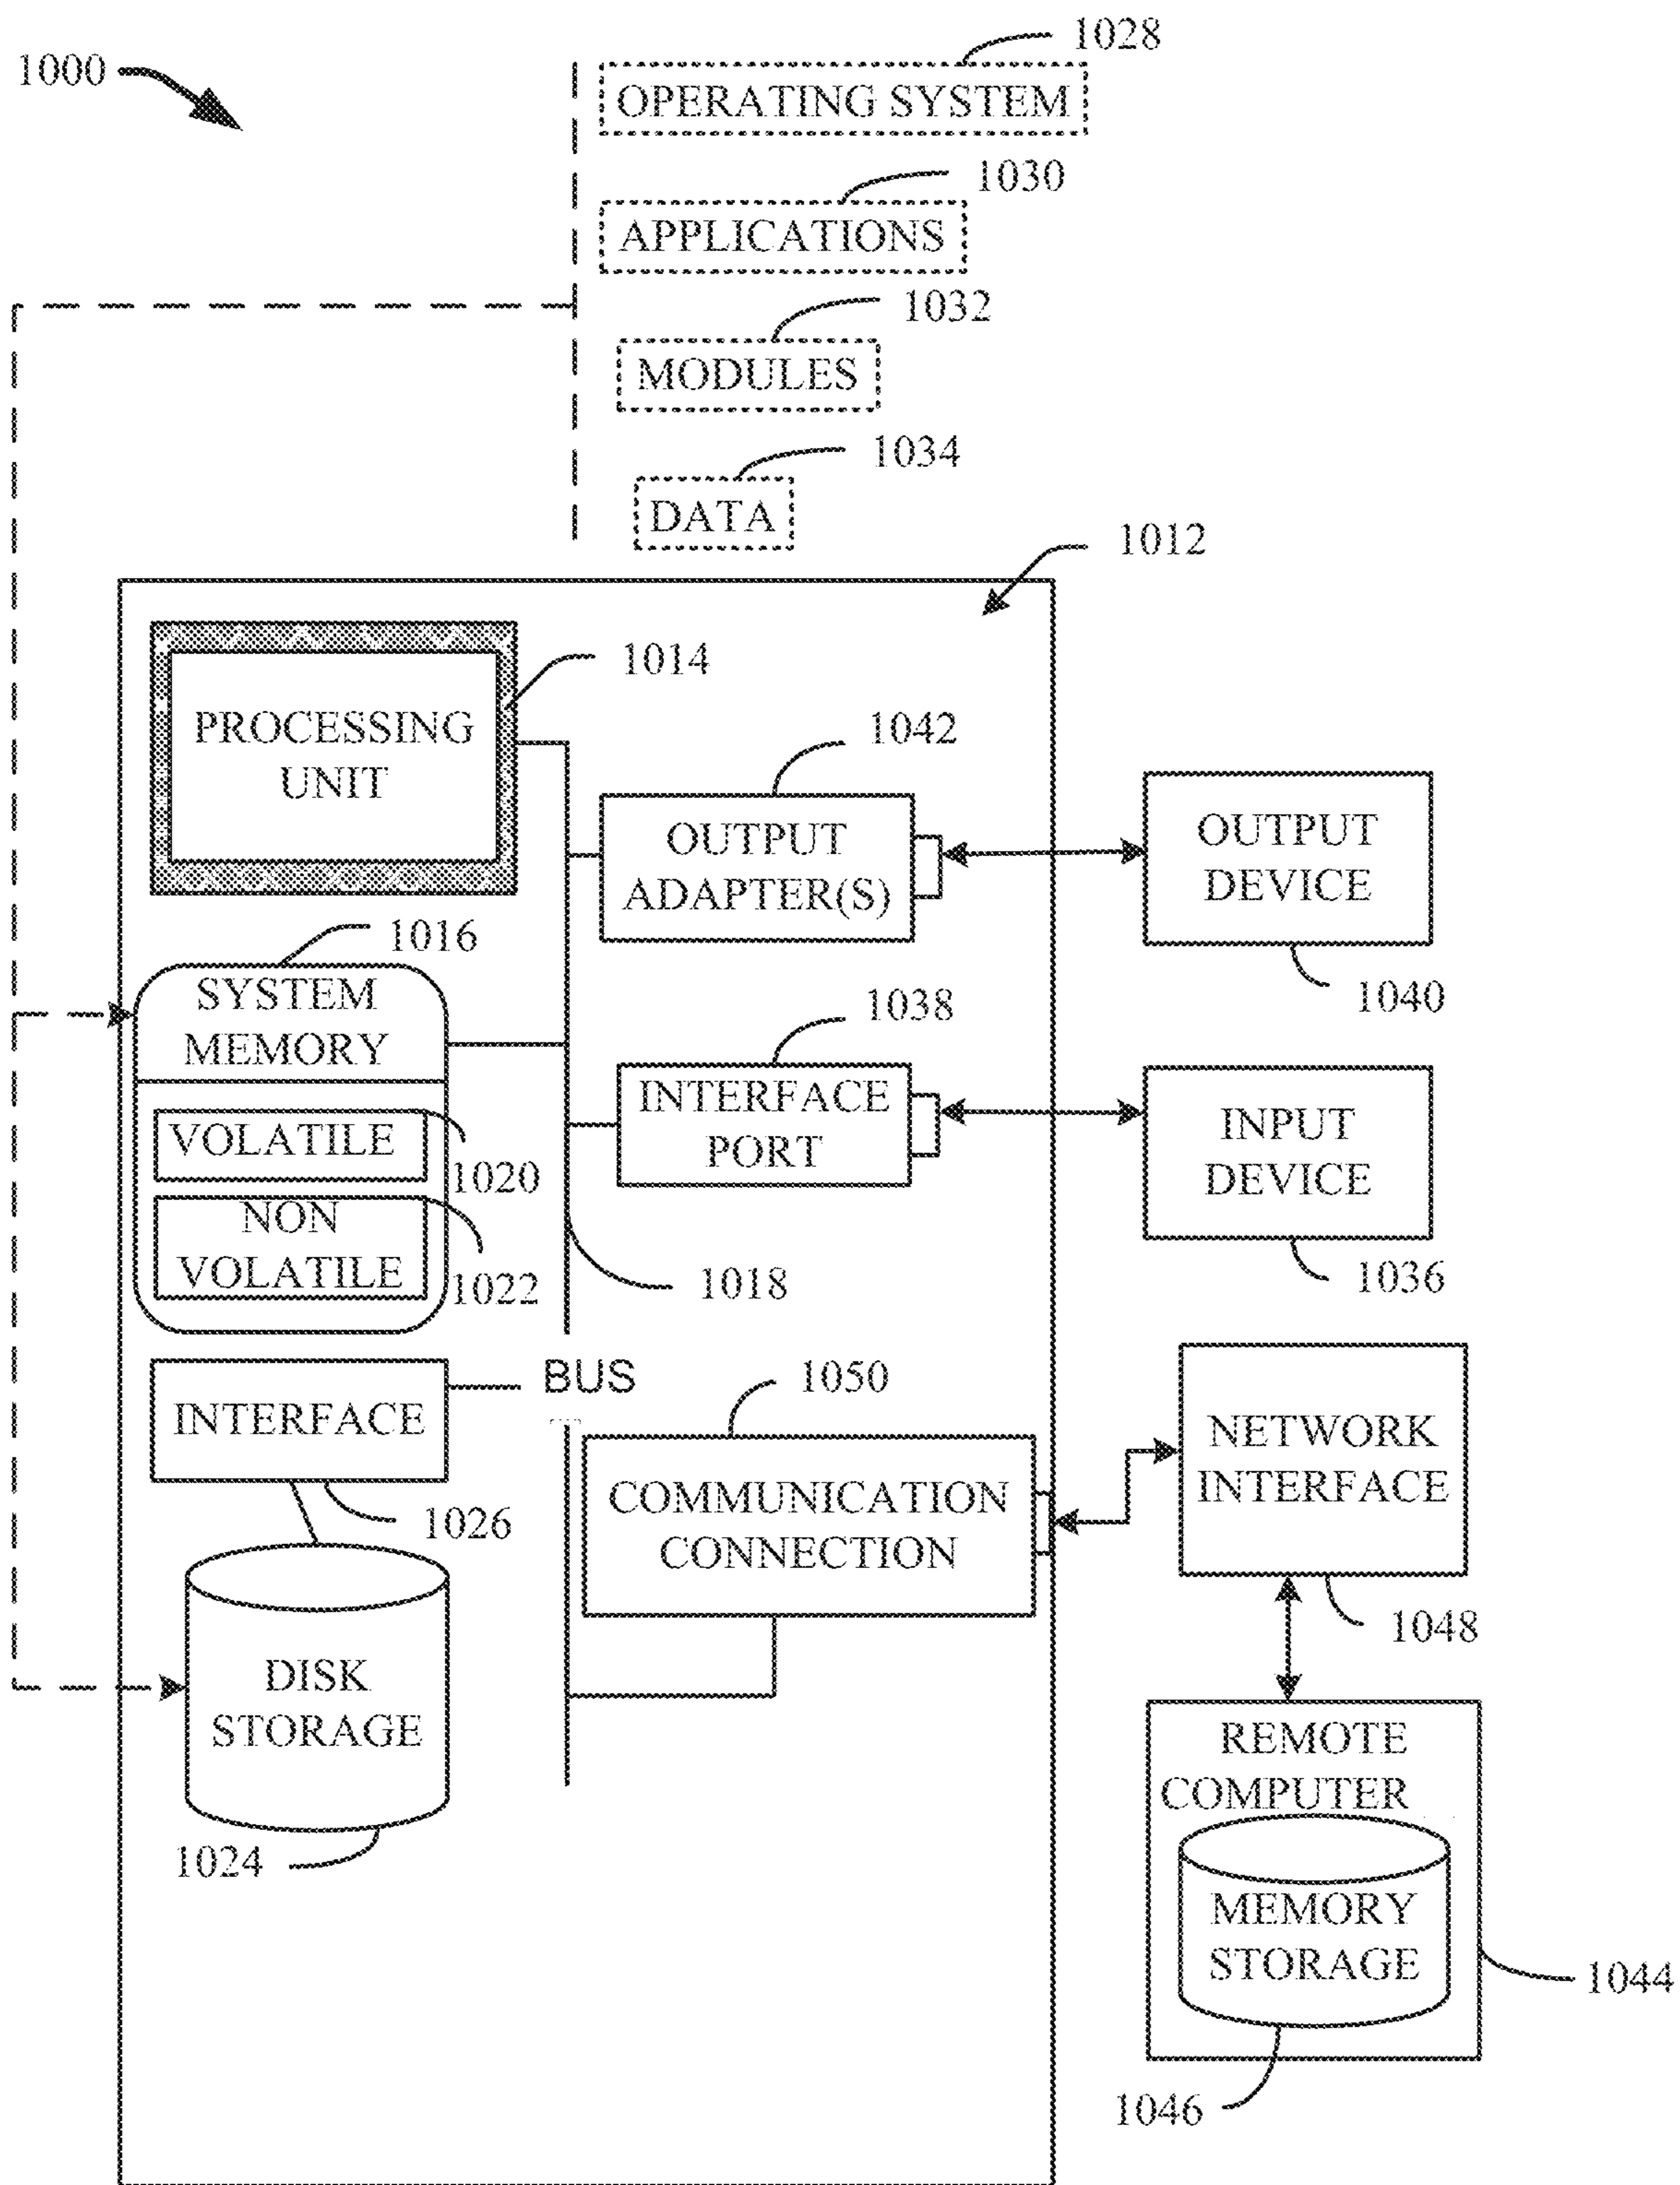 1028
1000
OPERATING SYSTEM
1030
APPLICATIONS
1032
MODULES
1034
DATA
1012
1014
PROCESSING
UNIT
1042
OUTPUT
ADAPTER(S)
OUTPUT
DEVICE
1040
1016
SYSTEM
MEMORY
1038
INTERFACE
PORT
INPUT
DEVICE
1036
VOLATILE
1020
NON
VOLATILE
1022
1018
BUS
INTERFACE
1026
1050
COMMUNICATION
CONNECTION
NETWORK
INTERFACE
1048
DISK
STORAGE
1024
REMOTE
COMPUTER
MEMORY
STORAGE
1044
1046